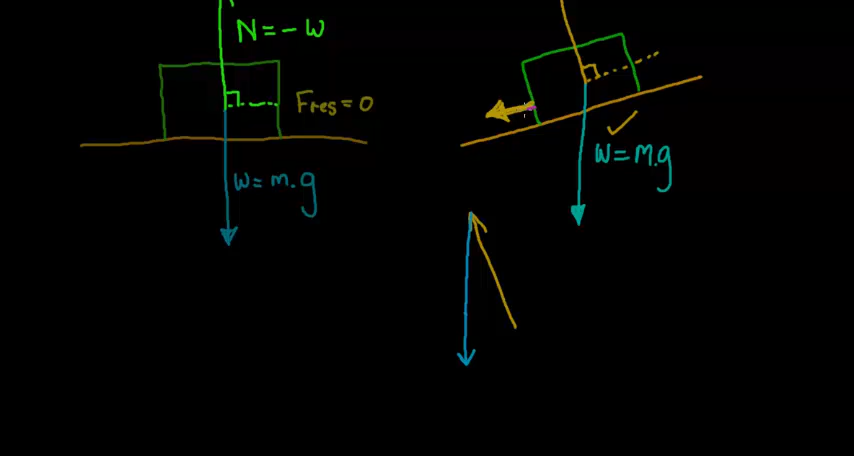 N = - W
Fres = 0
W = m.g
W = m.g